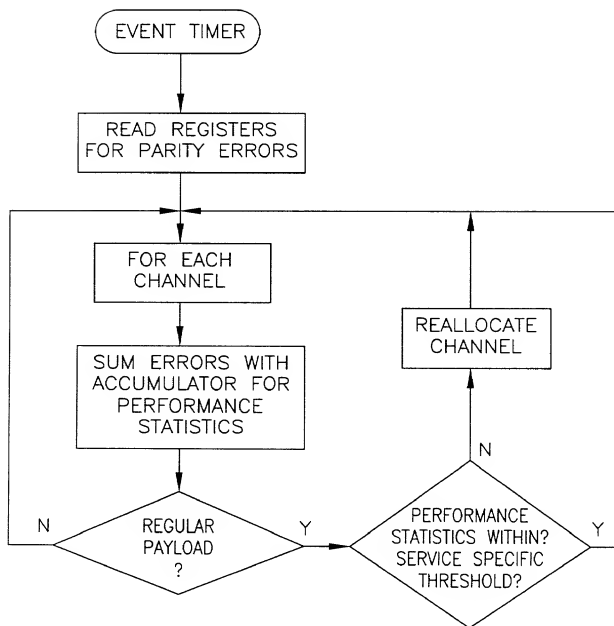 EVENT TIMER
READ REGISTERS
FOR PARITY ERRORS
FOR EACH
CHANNEL
SUM ERRORS WITH
ACCUMULATOR FOR
PERFORMANCE
STATISTICS
REALLOCATE
CHANNEL
N
REGULAR
PAYLOAD
?
Y
N
PERFORMANCE
STATISTICS WITHIN?
SERVICE SPECIFIC
THRESHOLD?
Y